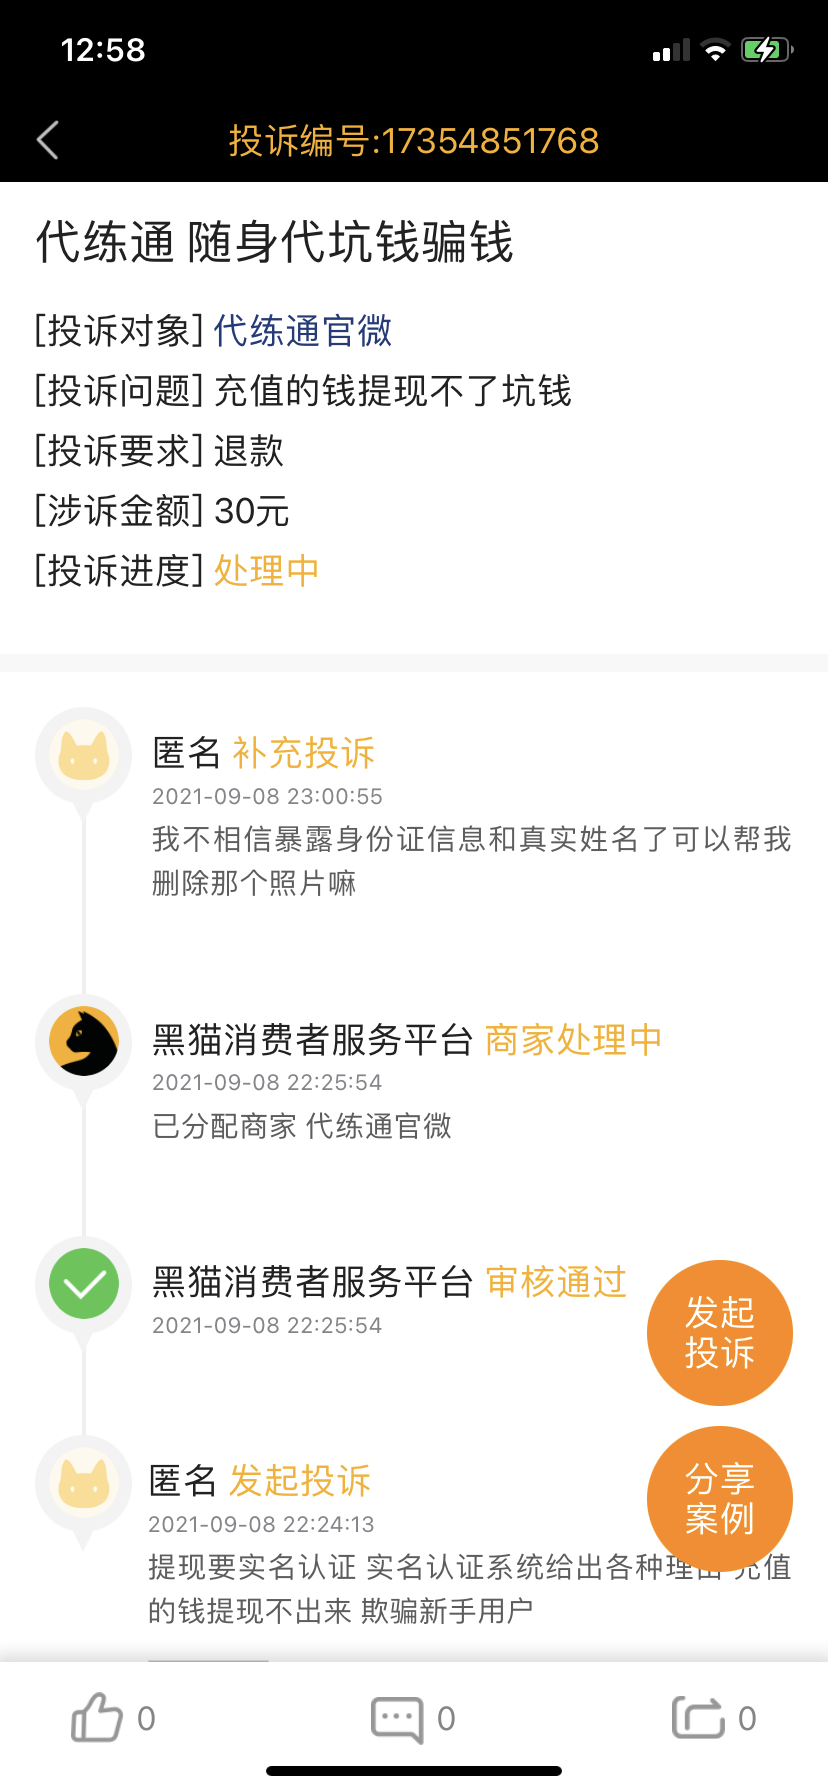 12:58
投诉编号:17354851768
代练通 随身代坑钱骗钱
[投诉对象] 代练通官微
[投诉问题] 充值的钱提现不了坑钱
[投诉要求] 退款
[涉诉金额] 30元
[投诉进度] 处理中
匿名 补充投诉
2021-09-08 23:00:55
我不相信暴露身份证信息和真实姓名了可以帮我
删除那个照片嘛
黑猫消费者服务平台 商家处理中
2021-09-08 22:25:54
已分配商家 代练通官微
黑猫消费者服务平台 审核通过
2021-09-08 22:25:54
发起
投诉
匿名 发起投诉
2021-09-08 22:24:13
分享
案例
提现要实名认证 实名认证系统给出各种理由 充值
的钱提现不出来 欺骗新手用户
0
0
0